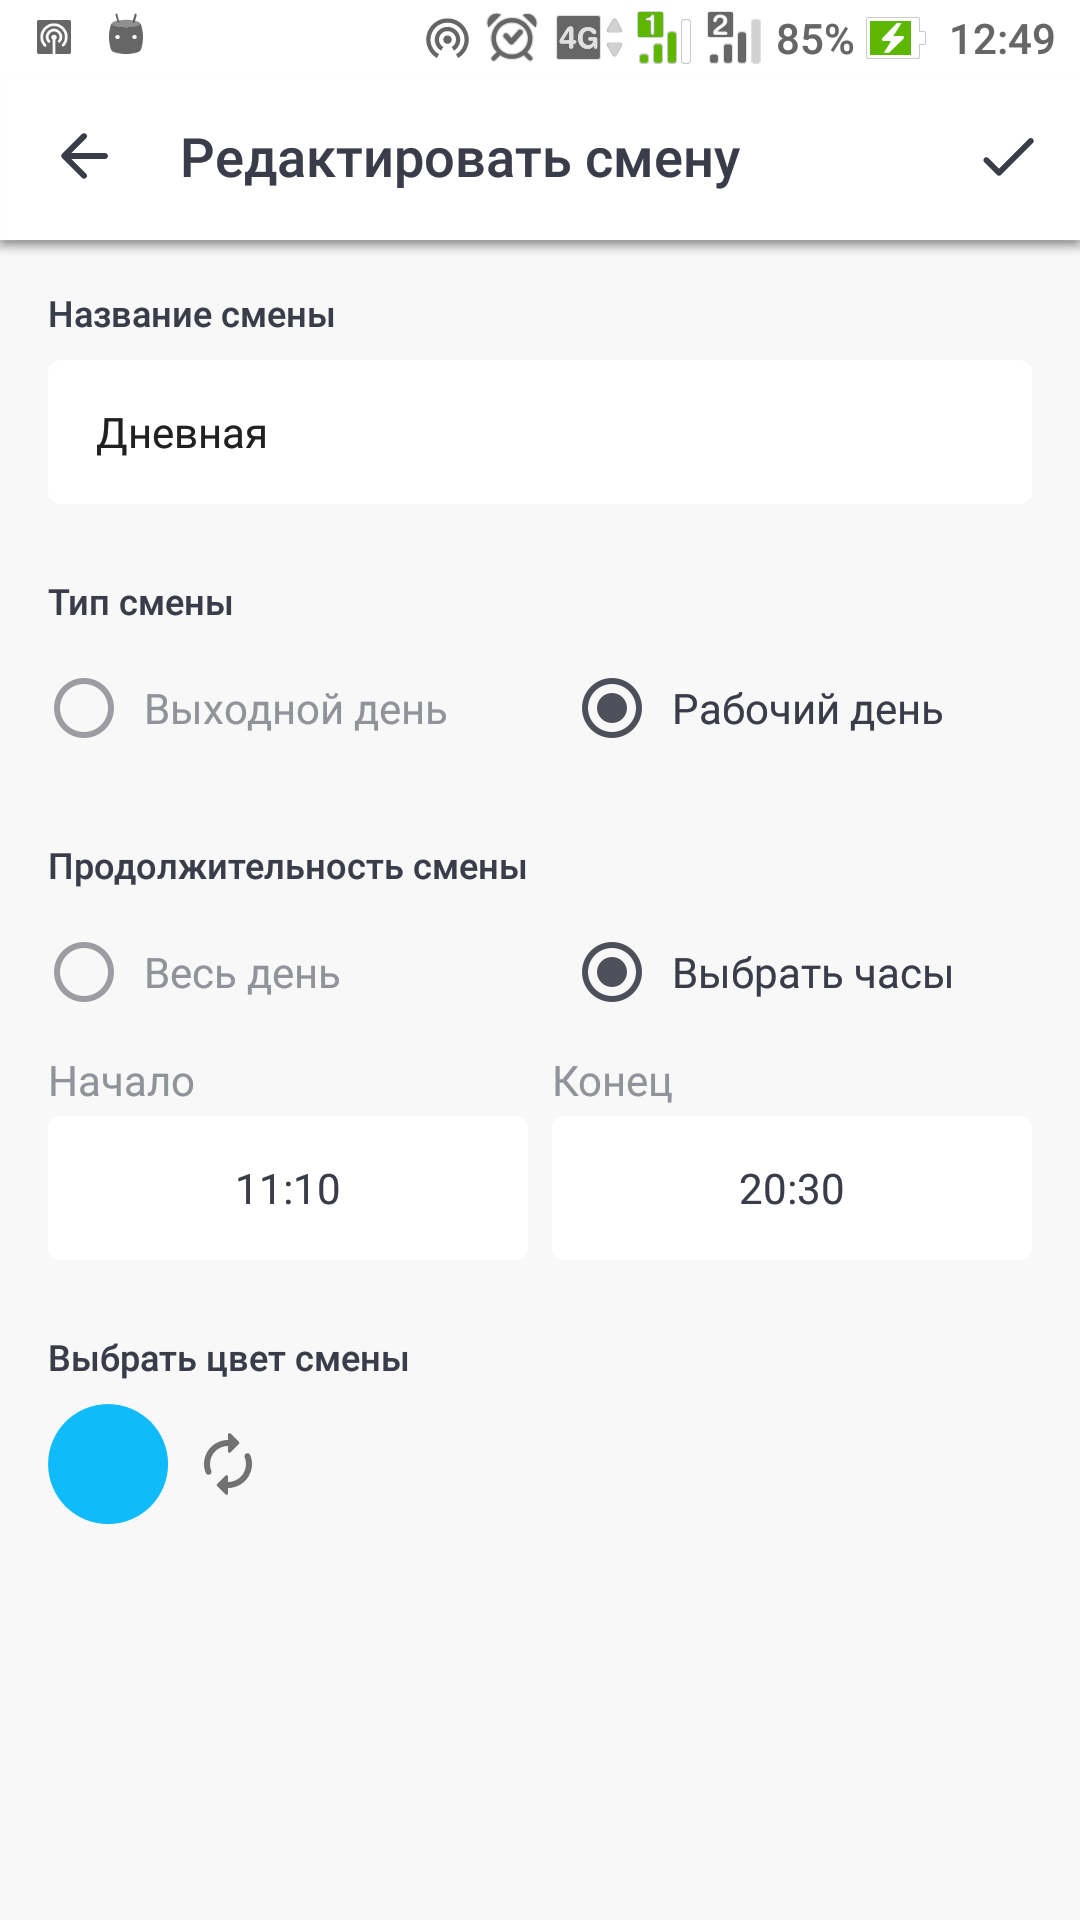 4G 1 2 85% 12:49
Редактировать смену
Название смены
Дневная
Тип смены
Выходной день Рабочий день
Продолжительность смены
Весь день Выбрать часы
Начало Конец
11:10 20:30
Выбрать цвет смены